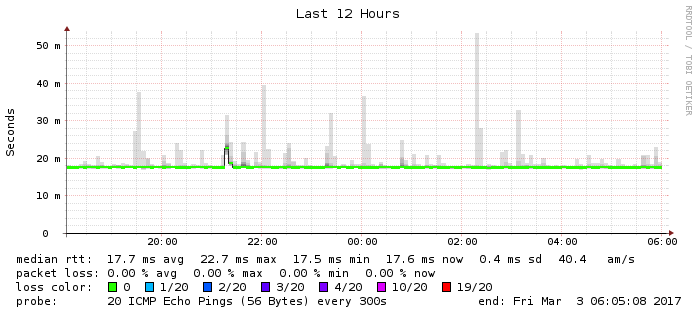 Last 12 Hours
RRDTOOL / TOBI OETIKER
Seconds
50 m
40 m
30 m
20 m
10 m
0
20:00 22:00 00:00 02:00 04:00 06:00
median rtt: 17.7 ms avg 22.7 ms max 17.5 ms min 17.6 ms now 0.4 ms sd 40.4 am/s
packet loss: 0.00 % avg 0.00 % max 0.00 % min 0.00 % now
loss color: 0 1/20 2/20 3/20 4/20 10/20 19/20
probe: 20 ICMP Echo Pings (56 Bytes) every 300s end: Fri Mar 3 06:05:08 2017